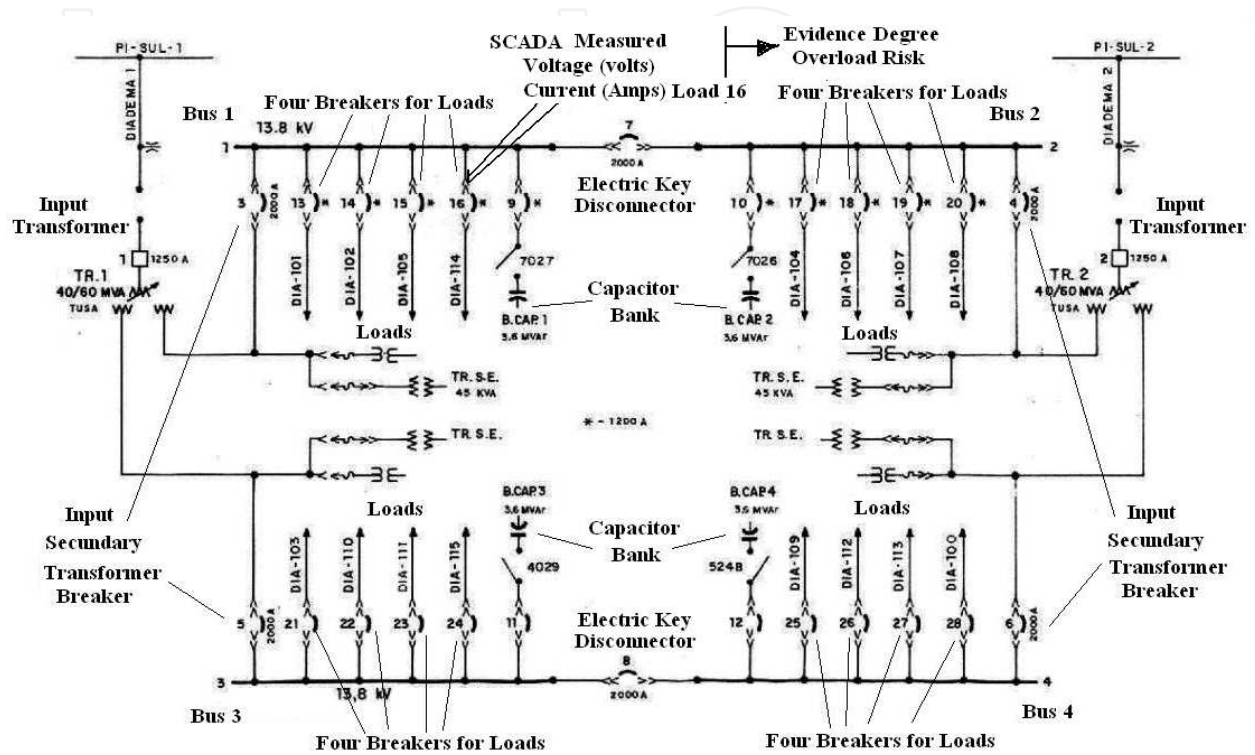 PI-SUL-1
SCADA Measured
Voltage (volts)
Current (Amps) Load 16
Evidence Degree
Overload Risk
PI-SUL-2
DIADEMA 1
DIADEMA 2
Bus 1
Four Breakers for Loads
Four Breakers for Loads
Bus 2
13.8 kV
1
7
2000A
2
Electric Key
Disconnector
Input
Transformer
Input
Transformer
3
2000A
13 *
14 *
15 *
16 *
9 *
10 *
17 *
18 *
19 *
20 *
4
2000A
1
1250 A
TR.1
40/60 MVA
TUSA
2
1250 A
TR. 2
40/60 MVA
TUSA
DIA-101
DIA-102
DIA-105
DIA-114
7027
7026
DIA-104
DIA-106
DIA-107
DIA-108
B.CAP.1
3,6 MVAr
Capacitor
Bank
B.CAP.2
3,6 MVAr
Loads
Loads
TR. S.E.
45 KVA
TR. S. E.
45 KVA
* - 1200 A
TR. S.E.
TR. S.E.
B.CAP.3
3,6 MVAr
B.CAP.4
3,6 MVAr
Loads
Capacitor
Bank
Loads
Input
Secundary
Transformer
Breaker
Input
Secundary
Transformer
Breaker
DIA-103
DIA-110
DIA-111
DIA-115
4029
5248
DIA-109
DIA-112
DIA-113
DIA-100
5
2000A
21
22
23
24
11
12
25
26
27
28
6
2000A
Electric Key
Disconnector
3
8
2000A
4
13,8 kV
Bus 3
Bus 4
Four Breakers for Loads
Four Breakers for Loads